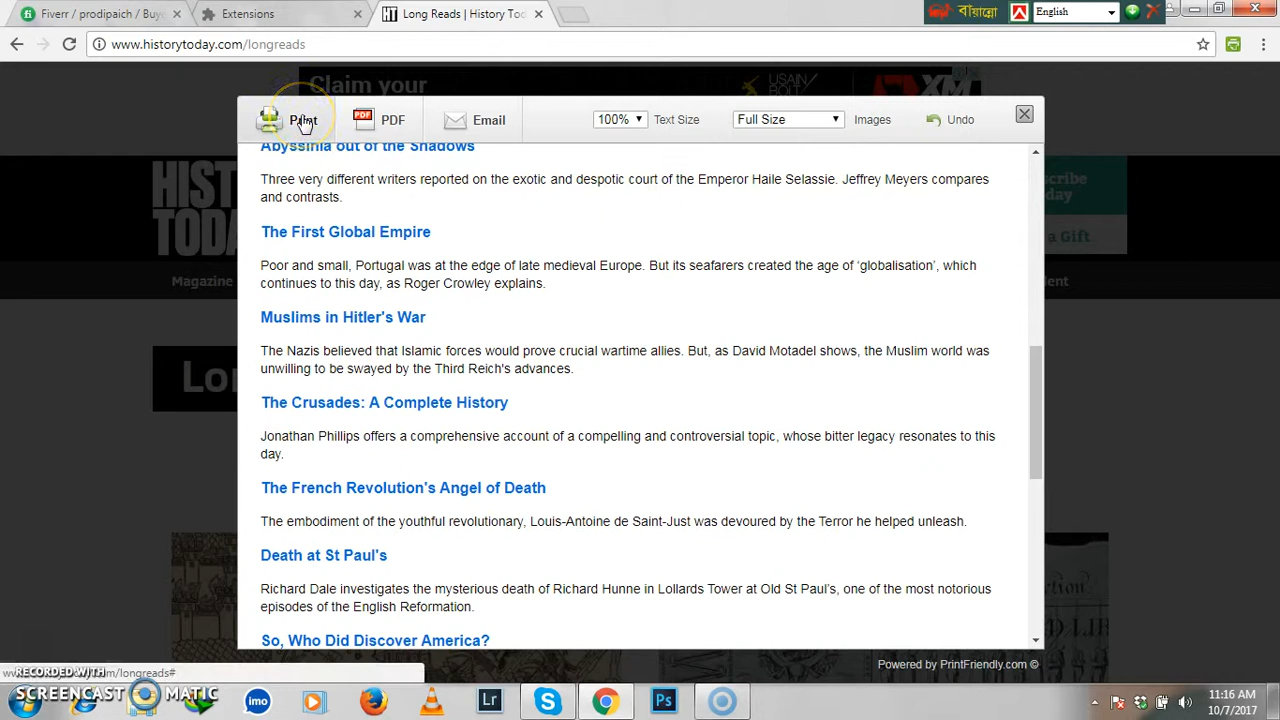 Fiverr / prodipaich / Buy
Extensions
Long Reads | History To
বায়ান্নো
English
www.historytoday.com/longreads
Claim your
USAIN
BOLT
XM
Print
PDF
Email
100%
Text Size
Full Size
Images
Undo
Abyssinia out of the Shadows
Three very different writers reported on the exotic and despotic court of the Emperor Haile Selassie. Jeffrey Meyers compares
and contrasts.
The First Global Empire
Poor and small, Portugal was at the edge of late medieval Europe. But its seafarers created the age of ‘globalisation’, which
continues to this day, as Roger Crowley explains.
Muslims in Hitler's War
The Nazis believed that Islamic forces would prove crucial wartime allies. But, as David Motadel shows, the Muslim world was
unwilling to be swayed by the Third Reich's advances.
The Crusades: A Complete History
Jonathan Phillips offers a comprehensive account of a compelling and controversial topic, whose bitter legacy resonates to this
day.
The French Revolution's Angel of Death
The embodiment of the youthful revolutionary, Louis-Antoine de Saint-Just was devoured by the Terror he helped unleash.
Death at St Paul's
Richard Dale investigates the mysterious death of Richard Hunne in Lollards Tower at Old St Paul’s, one of the most notorious
episodes of the English Reformation.
So, Who Did Discover America?
Powered by PrintFriendly.com ©
HIST
TODAY
scribe
day
a Gift
Magazine
ent
Lo
/longreads#
RECORDED WITH
SCREENCAST MATIC
imo
Lr
Ps
11:16 AM
10/7/2017